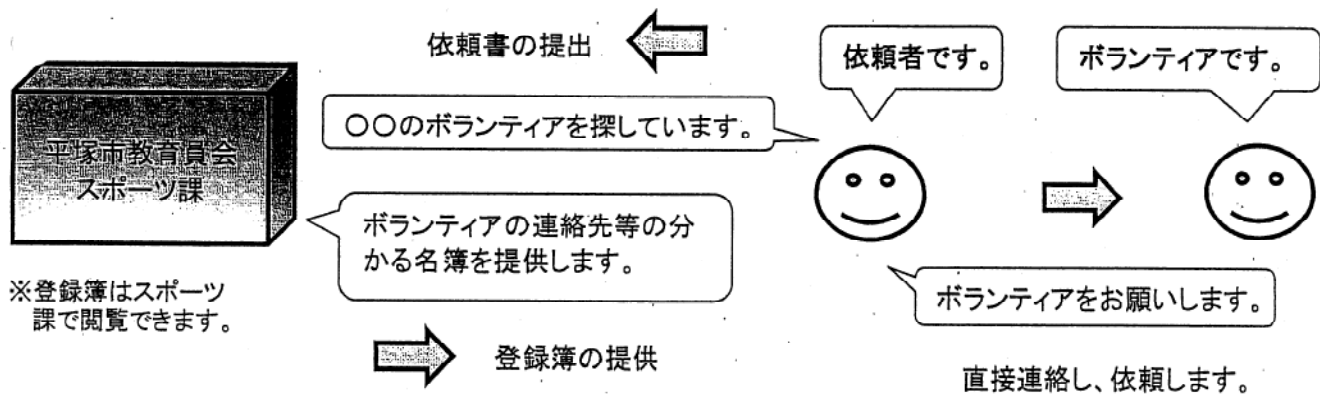 依頼書の提出
依頼者です。
ボランティアです。
〇〇のボランティアを探しています。
平塚市教育員会
スポーツ課
ボランティアの連絡先等の分
かる名簿を提供します。
※登録簿はスポーツ
課で閲覧できます。
ボランティアをお願いします。
登録簿の提供
直接連絡し、依頼します。